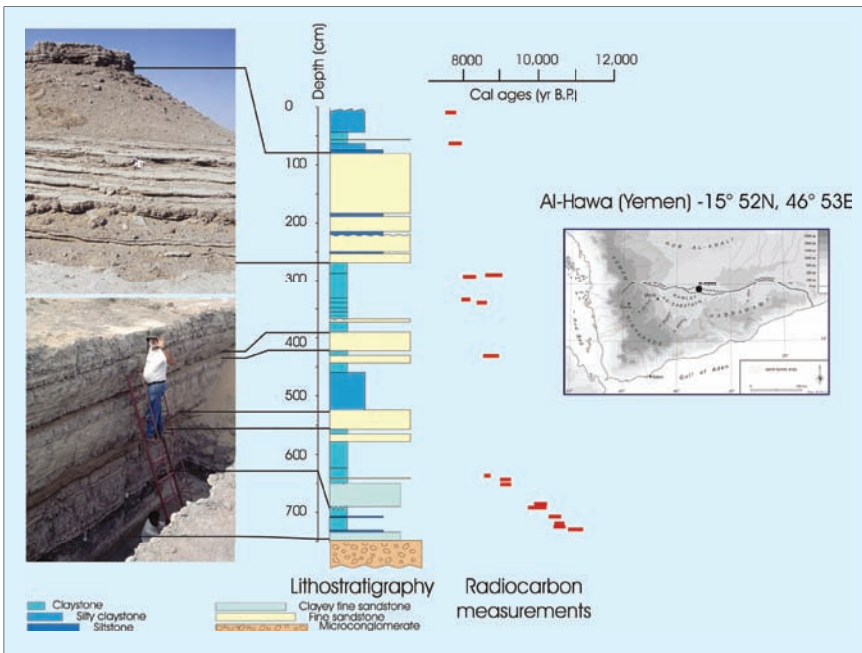 8000
10,000
12,000
Cal ages (yr B.P.)
Depth (cm)
0
100
200
300
400
500
600
700
Al-Hawa (Yemen) -15° 52N, 46° 53E
Gulf of Aden
Lithostratigraphy
Radiocarbon
measurements
Claystone
Silty claystone
Siltstone
Clayey fine sandstone
Fine sandstone
Microconglomerate